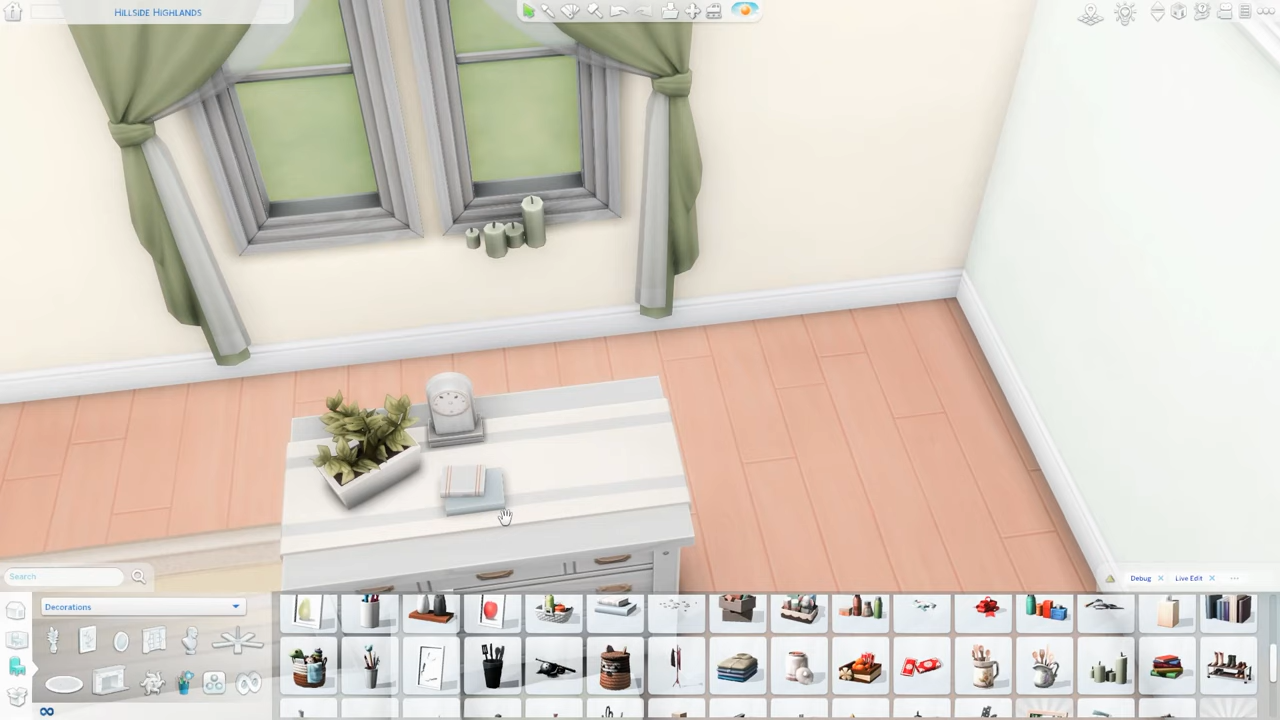 HILLSIDE HIGHLANDS
Search
Debug
Live Edit
Decorations